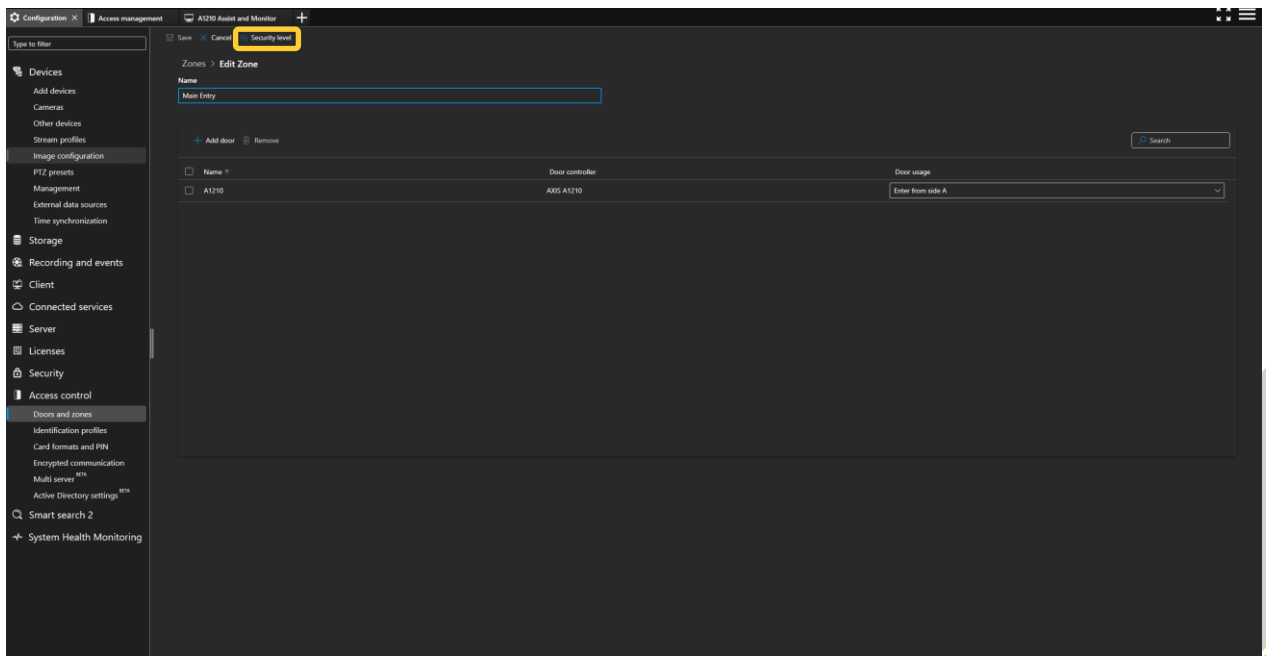 Configuration
Access management
A1210 Assist and Monitor
Type to filter
Save Cancel Security level
Devices
Add devices
Cameras
Other devices
Stream profiles
Image configuration
PTZ presets
Management
External data sources
Time synchronization
Storage
Recording and events
Client
Connected services
Server
Licenses
Security
Access control
Doors and zones
Identification profiles
Card formats and PIN
Encrypted communication
Multi server BETA
Active Directory settings BETA
Smart search 2
System Health Monitoring
Zones > Edit Zone
Name
Main Entry
Add door Remove
Search
Name ↑ Door controller Door usage
A1210 AXIS A1210 Enter from side A